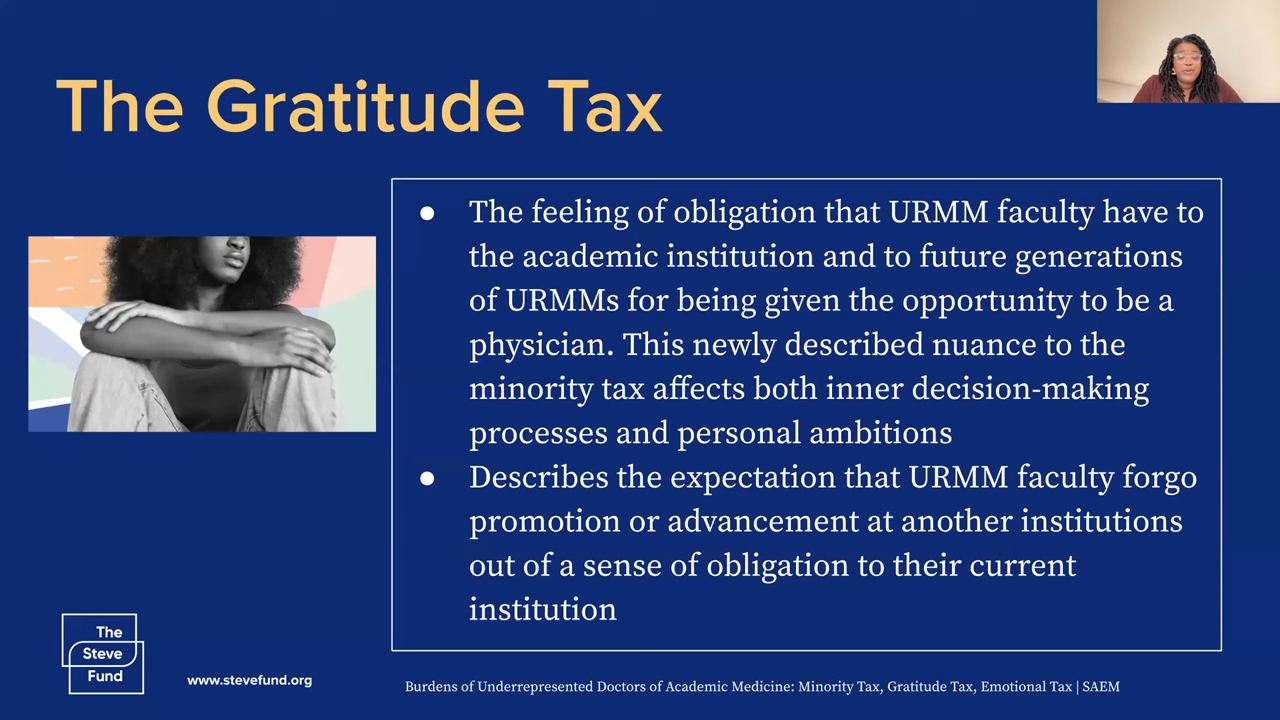 The Gratitude Tax
● The feeling of obligation that URMM faculty have to
the academic institution and to future generations
of URMMs for being given the opportunity to be a
physician. This newly described nuance to the
minority tax affects both inner decision-making
processes and personal ambitions
● Describes the expectation that URMM faculty forgo
promotion or advancement at another institutions
out of a sense of obligation to their current
institution
The
Steve
Fund
www.stevefund.org
Burdens of Underrepresented Doctors of Academic Medicine: Minority Tax, Gratitude Tax, Emotional Tax | SAEM